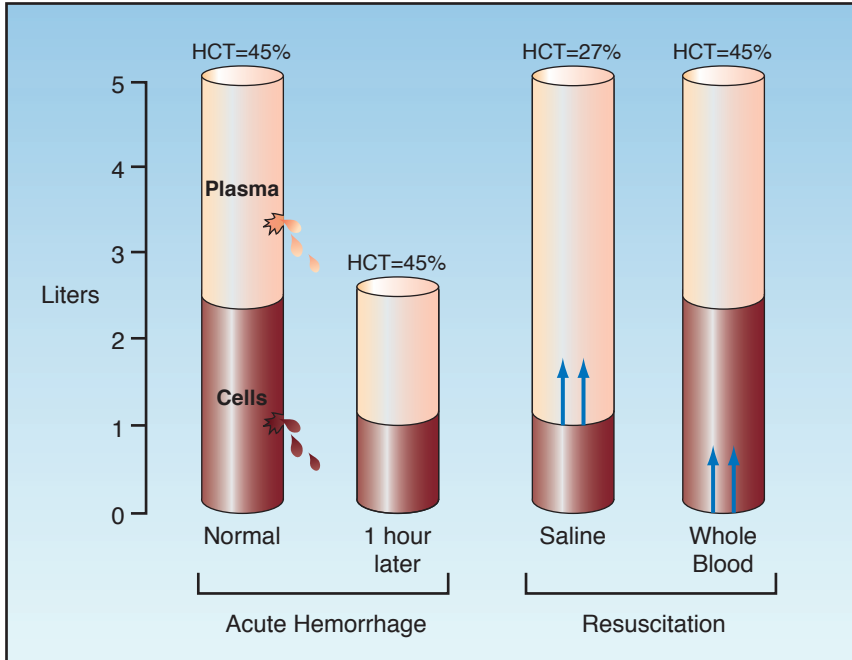 HCT=45%
HCT=27%
HCT=45%
5
4
3
2
1
0
Liters
Plasma
Cells
HCT=45%
Normal
1 hour
later
Saline
Whole
Blood
Acute Hemorrhage
Resuscitation